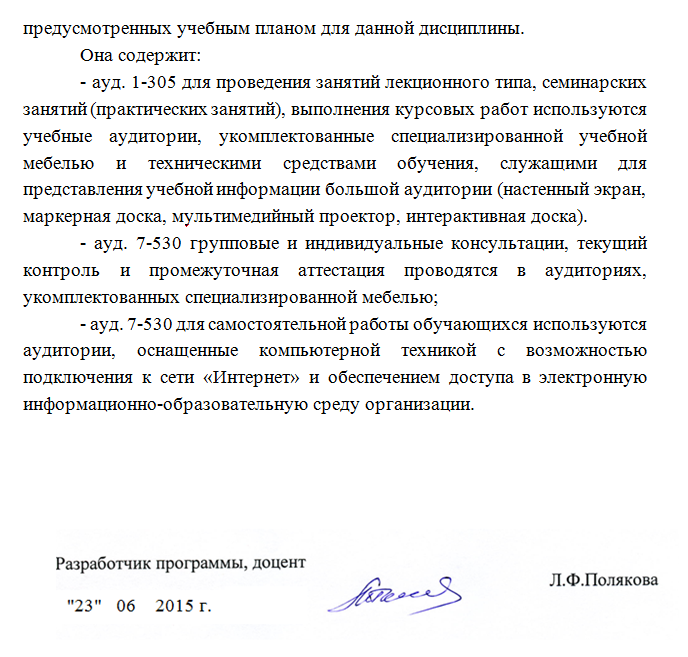 предусмотренных учебным планом для данной дисциплины.
Она содержит:
- ауд. 1-305 для проведения занятий лекционного типа, семинарских
занятий (практических занятий), выполнения курсовых работ используются
учебные аудитории, укомплектованные специализированной учебной
мебелью и техническими средствами обучения, служащими для
представления учебной информации большой аудитории (настенный экран,
маркерная доска, мультимедийный проектор, интерактивная доска).
- ауд. 7-530 групповые и индивидуальные консультации, текущий
контроль и промежуточная аттестация проводятся в аудиториях,
укомплектованных специализированной мебелью;
- ауд. 7-530 для самостоятельной работы обучающихся используются
аудитории, оснащенные компьютерной техникой с возможностью
подключения к сети «Интернет» и обеспечением доступа в электронную
информационно-образовательную среду организации.
Разработчик программы, доцент
Л.Ф.Полякова
"23" 06 2015 г.